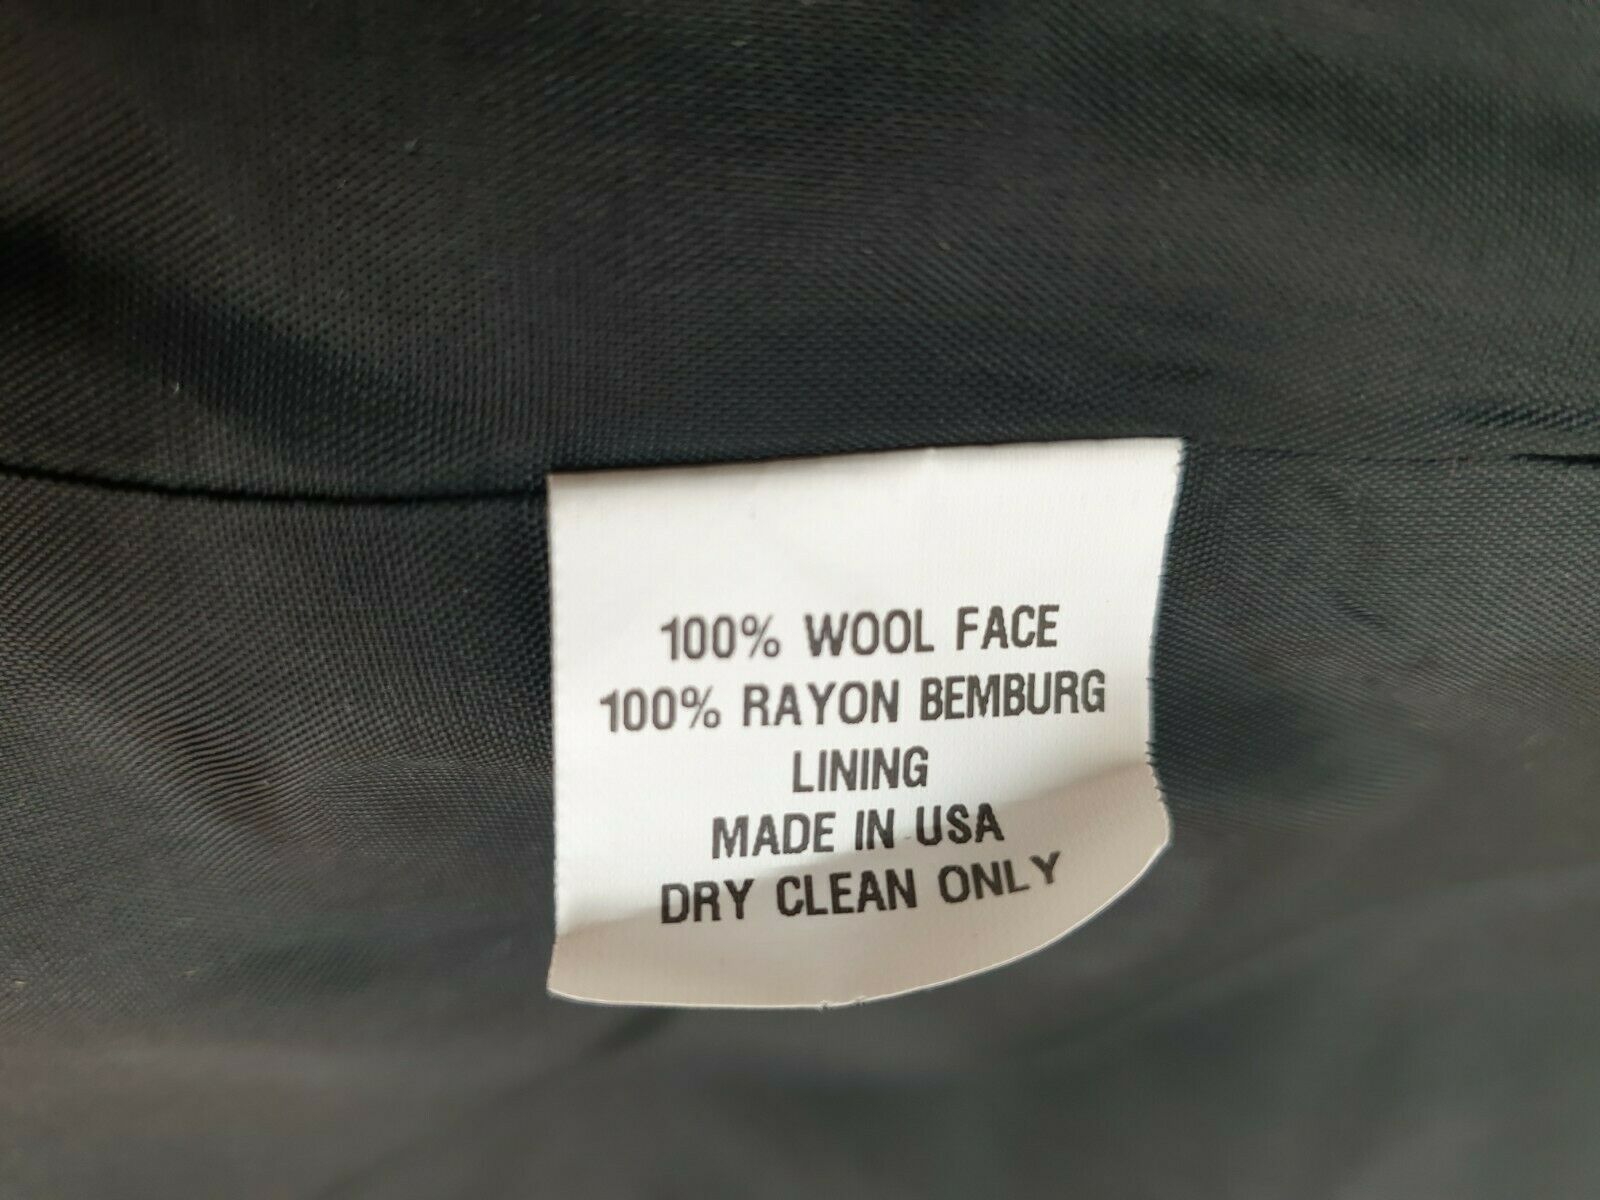 100% WOOL FACE
100% RAYON BEMBURG
LINING
MADE IN USA
DRY CLEAN ONLY